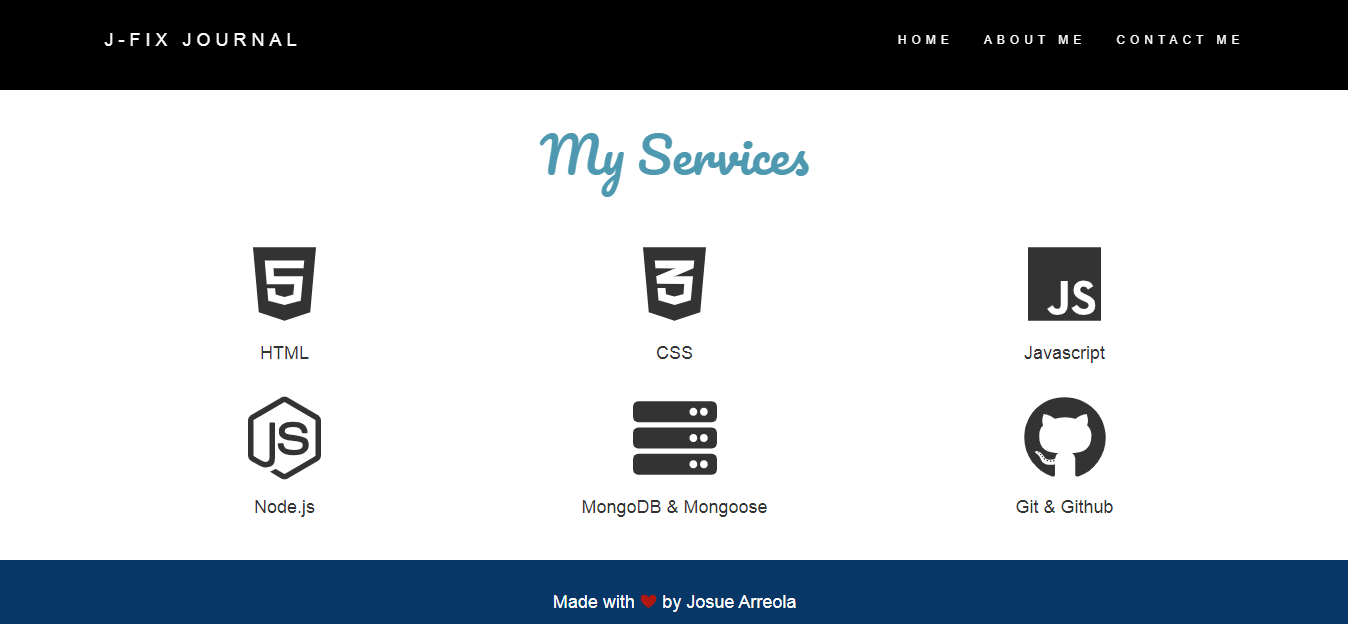 J-FIX JOURNAL HOME ABOUT ME CONTACT ME
My Services
5 3 JS
HTML CSS Javascript
JS
Node.js MongoDB & Mongoose Git & Github
Made with ❤ by Josue Arreola